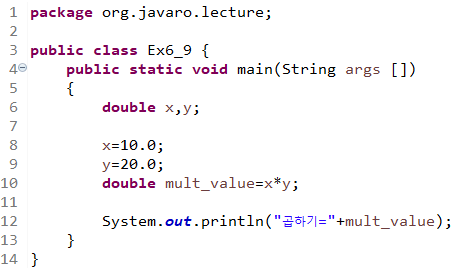 1 package org.javaro.lecture;
2
3 public class Ex6_9 {
4     public static void main(String args [])
5     {
6         double x,y;
7
8         x=10.0;
9         y=20.0;
10         double mult_value=x*y;
11
12         System.out.println("곱하기="+mult_value);
13     }
14 }